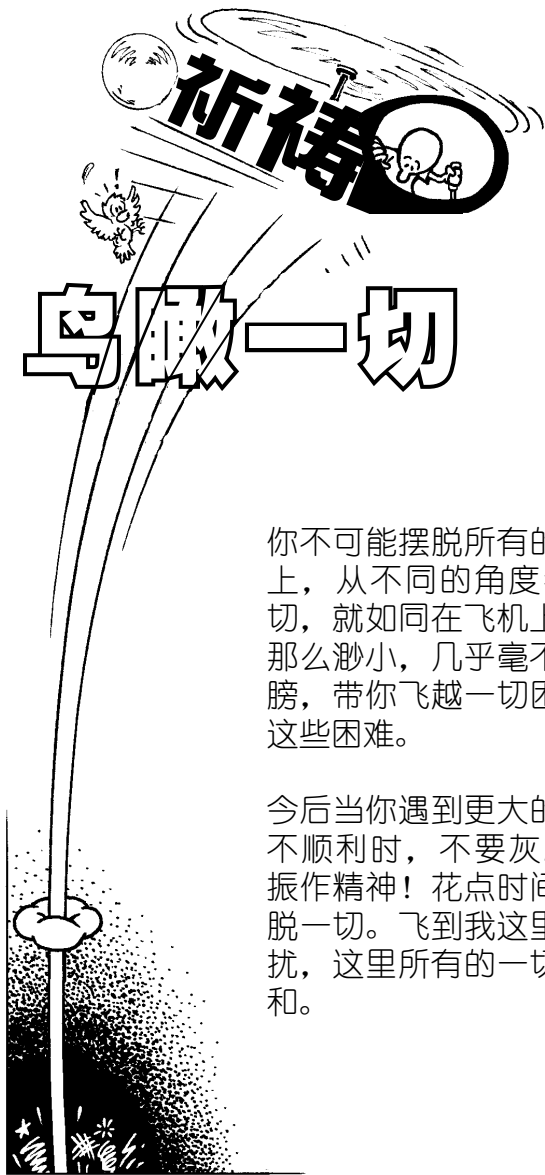 祈祷
鸟瞰一切
你不可能摆脱所有的
上，从不同的角度
切，就如同在飞机上
那么渺小，几乎毫不
膀，带你飞越一切困
这些困难。
今后当你遇到更大的
不顺利时，不要灰
振作精神！花点时间
脱一切。飞到我这里
扰，这里所有的一切
和。